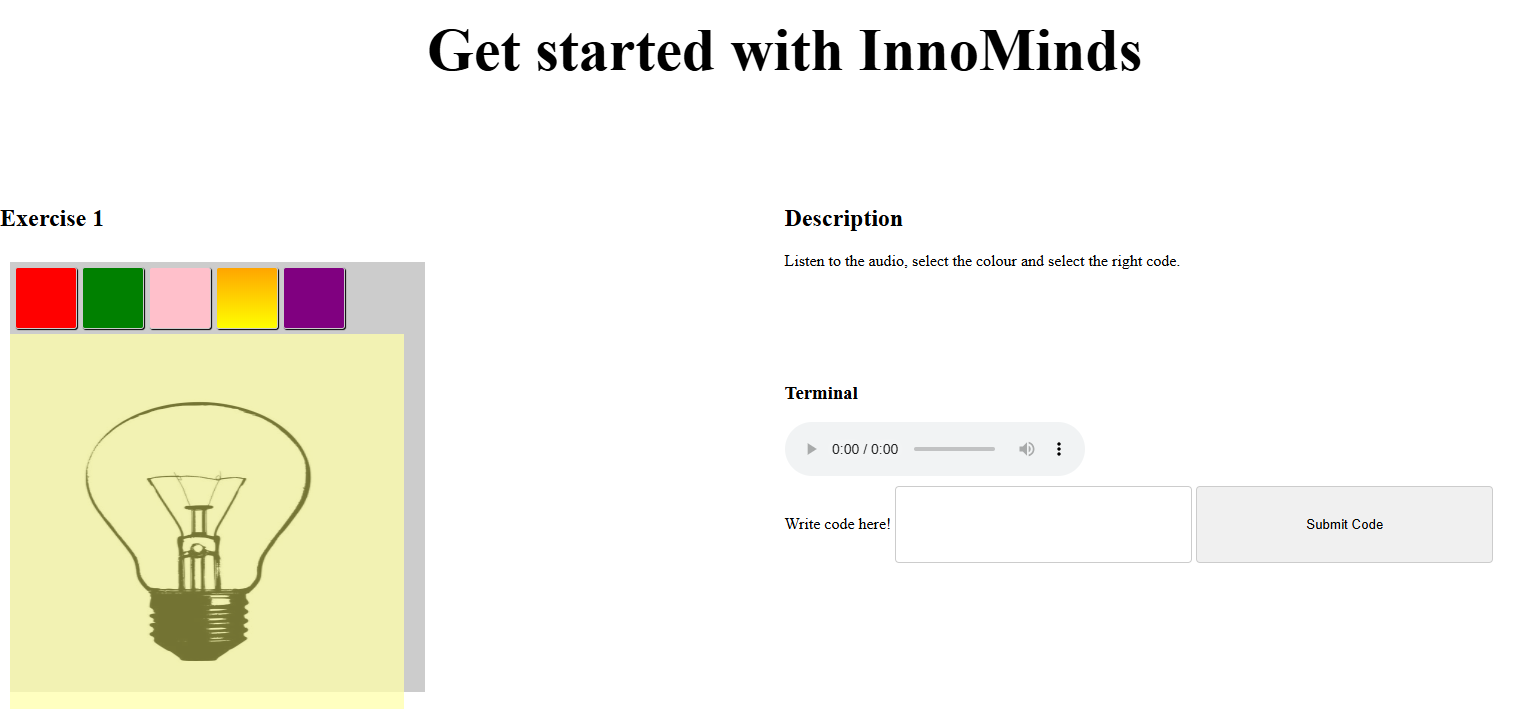 Get started with InnoMinds
Exercise 1
Description
Listen to the audio, select the colour and select the right code.
Terminal
0:00 / 0:00
Write code here!
Submit Code